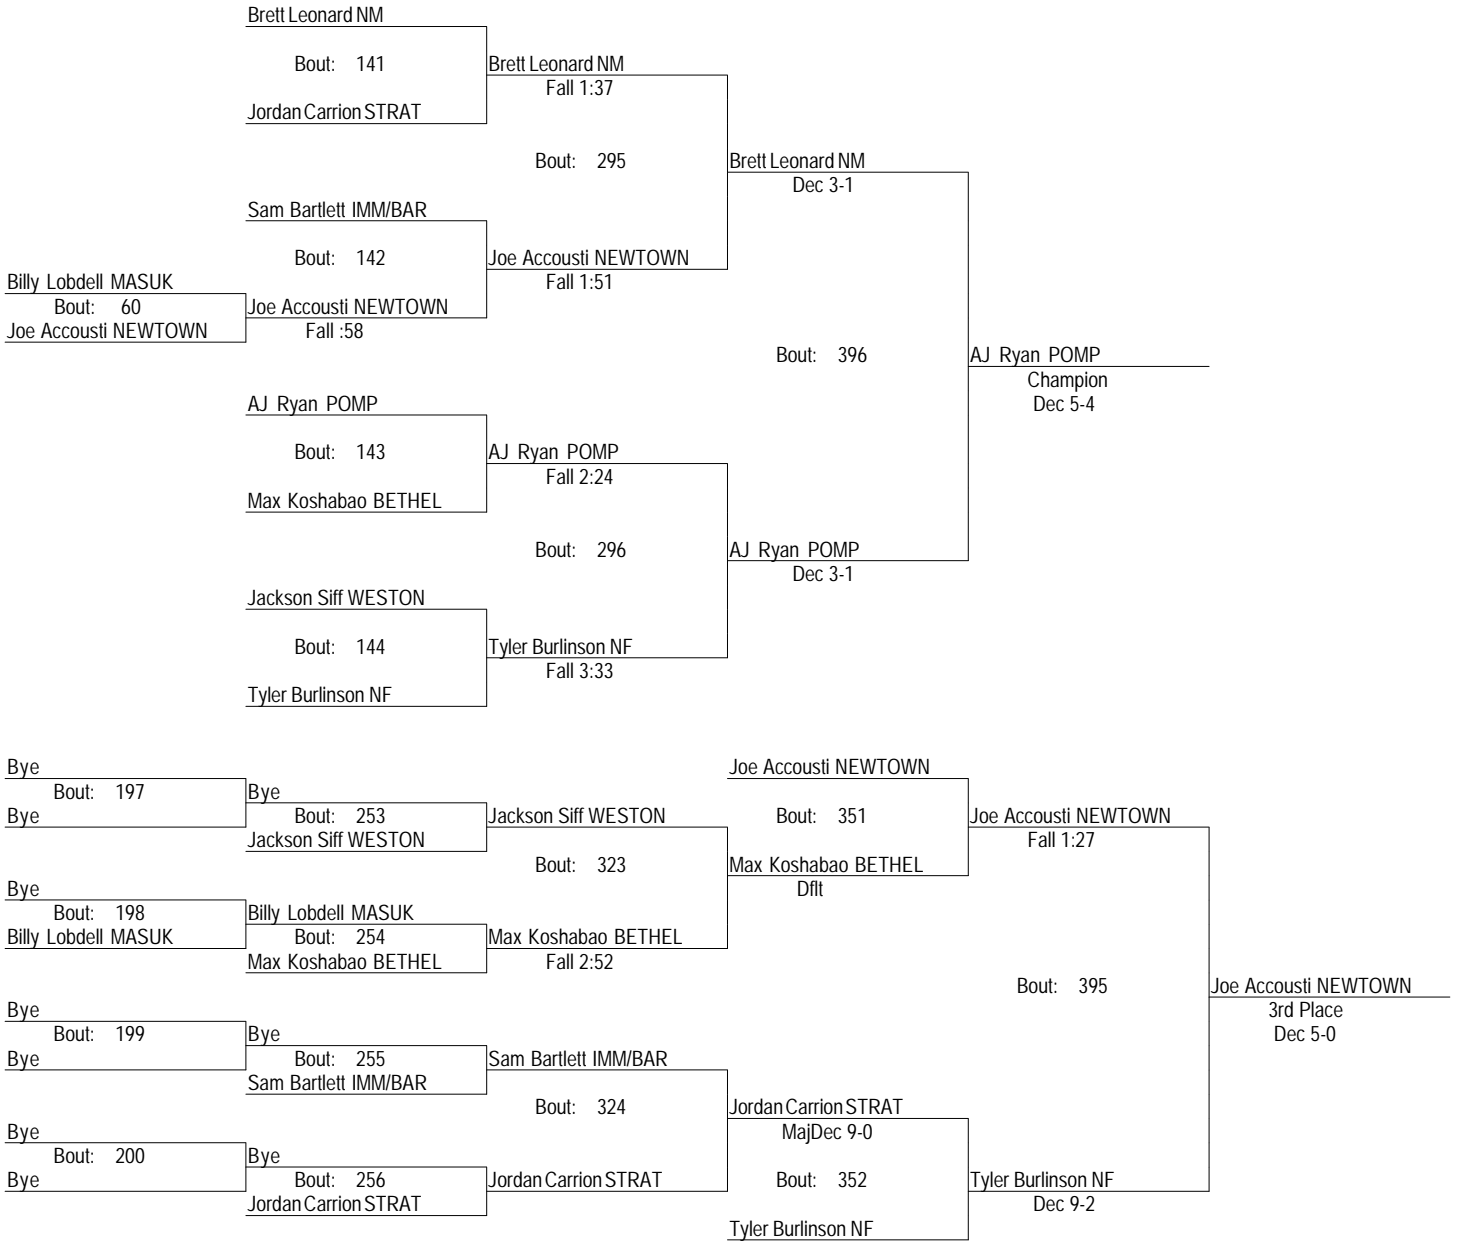 Brett Leonard NM
Bout: 141
Brett Leonard NM
Fall 1:37
Jordan Carrion STRAT
Bout: 295
Brett Leonard NM
Dec 3-1
Sam Bartlett IMM/BAR
Bout: 142
Joe Accousti NEWTOWN
Fall 1:51
Billy Lobdell MASUK
Bout: 60
Joe Accousti NEWTOWN
Joe Accousti NEWTOWN
Fall :58
Bout: 396
AJ Ryan POMP
Champion
Dec 5-4
AJ Ryan POMP
Bout: 143
AJ Ryan POMP
Fall 2:24
Max Koshabao BETHEL
Bout: 296
AJ Ryan POMP
Dec 3-1
Jackson Siff WESTON
Bout: 144
Tyler Burlinson NF
Fall 3:33
Tyler Burlinson NF
Bye
Bout: 197
Bye
Bye
Bout: 253
Jackson Siff WESTON
Jackson Siff WESTON
Bout: 323
Joe Accousti NEWTOWN
Bout: 351
Joe Accousti NEWTOWN
Fall 1:27
Max Koshabao BETHEL
Dflt
Bye
Bout: 198
Billy Lobdell MASUK
Billy Lobdell MASUK
Bout: 254
Max Koshabao BETHEL
Max Koshabao BETHEL
Fall 2:52
Bout: 395
Joe Accousti NEWTOWN
3rd Place
Dec 5-0
Bye
Bout: 199
Bye
Bye
Bout: 255
Sam Bartlett IMM/BAR
Sam Bartlett IMM/BAR
Bout: 324
Jordan Carrion STRAT
MajDec 9-0
Bye
Bout: 200
Bye
Bye
Bout: 256
Jordan Carrion STRAT
Jordan Carrion STRAT
Bout: 352
Tyler Burlinson NF
Dec 9-2
Tyler Burlinson NF